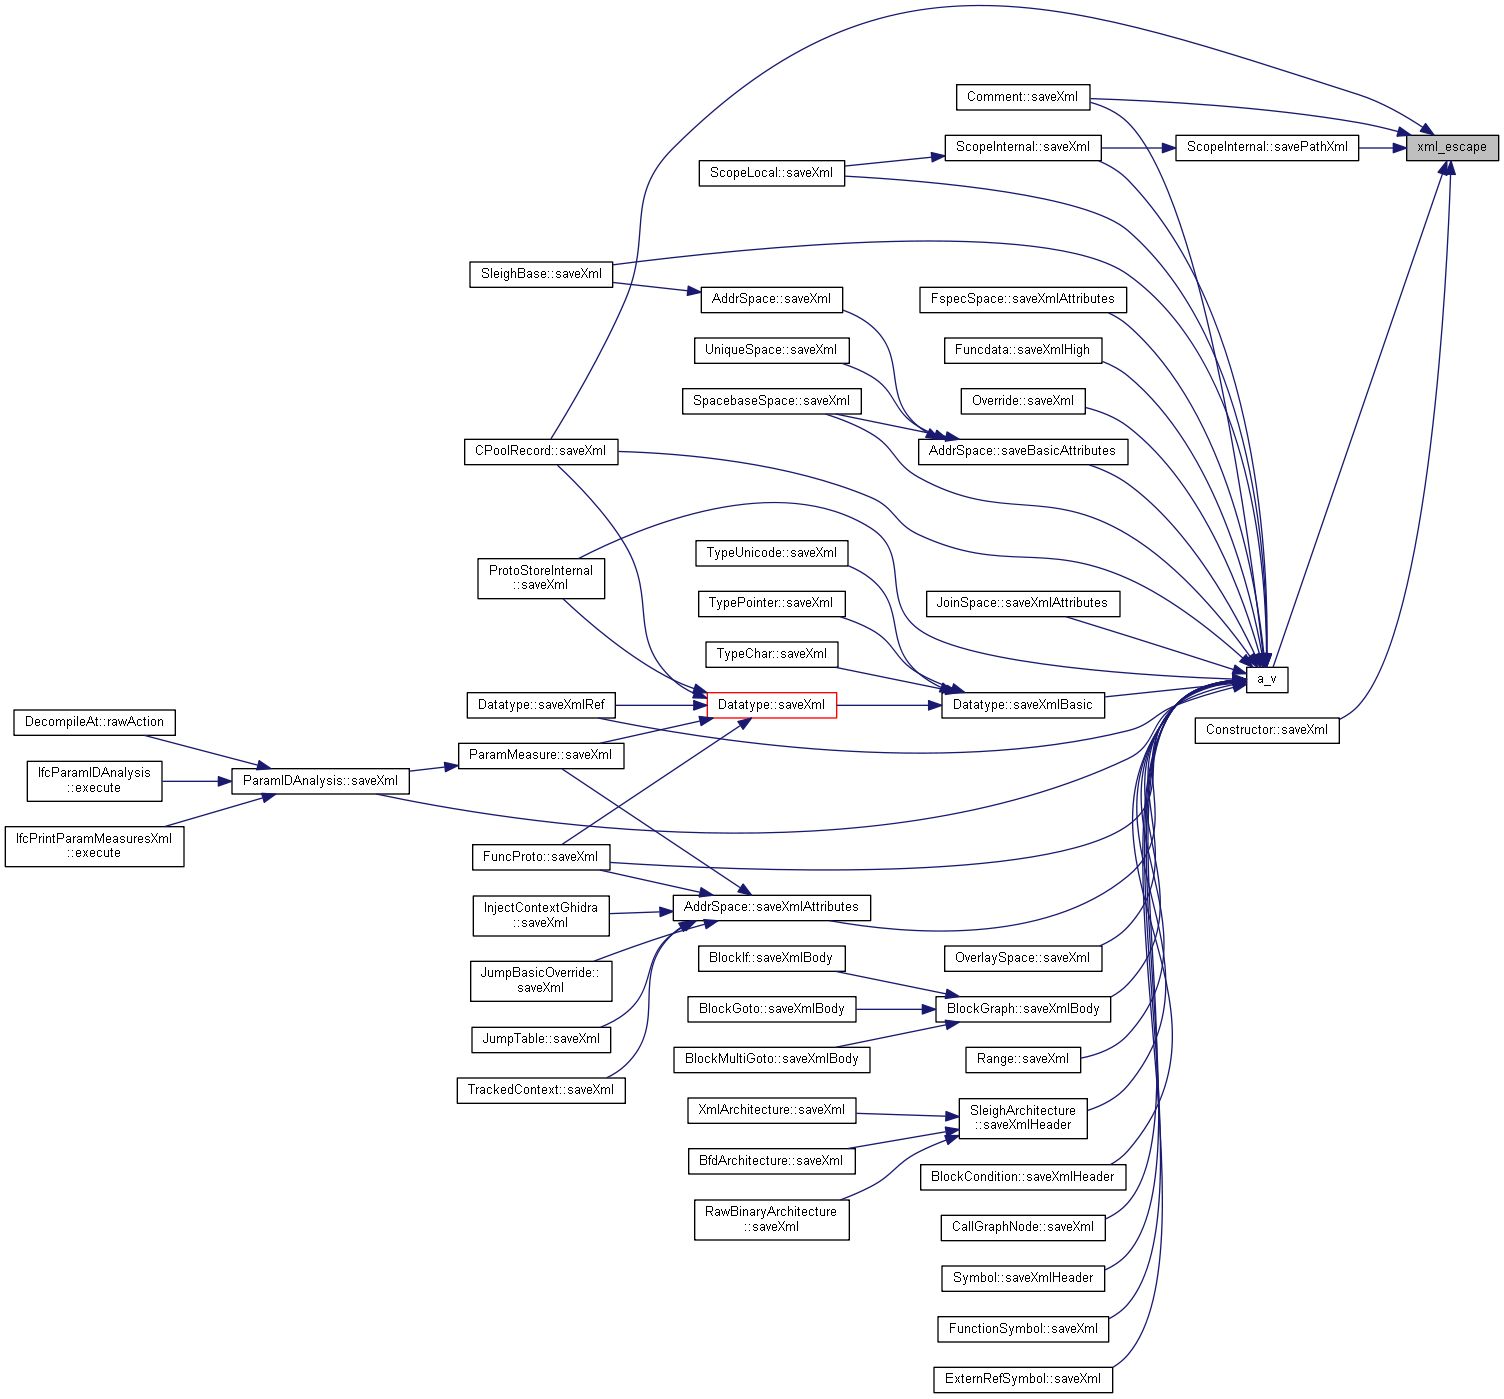 Comment::saveXml
ScopeInternal::saveXml
ScopeInternal::savePathXml
xml_escape
ScopeLocal::saveXml
SleighBase::saveXml
AddrSpace::saveXml
FspecSpace::saveXmlAttributes
UniqueSpace::saveXml
Funcdata::saveXmlHigh
SpacebaseSpace::saveXml
Override::saveXml
CPoolRecord::saveXml
AddrSpace::saveBasicAttributes
ProtoStoreInternal
::saveXml
TypeUnicode::saveXml
TypePointer::saveXml
JoinSpace::saveXmlAttributes
TypeChar::saveXml
a_v
Datatype::saveXmlRef
Datatype::saveXml
Datatype::saveXmlBasic
DecompileAt::rawAction
Constructor::saveXml
ParamMeasure::saveXml
IfcParamIDAnalysis
::execute
ParamIDAnalysis::saveXml
IfcPrintParamMeasuresXml
::execute
FuncProto::saveXml
InjectContextGhidra
::saveXml
AddrSpace::saveXmlAttributes
JumpBasicOverride::
saveXml
BlockIf::saveXmlBody
OverlaySpace::saveXml
BlockGoto::saveXmlBody
BlockGraph::saveXmlBody
JumpTable::saveXml
BlockMultiGoto::saveXmlBody
Range::saveXml
TrackedContext::saveXml
XmlArchitecture::saveXml
SleighArchitecture
::saveXmlHeader
BfdArchitecture::saveXml
BlockCondition::saveXmlHeader
RawBinaryArchitecture
::saveXml
CallGraphNode::saveXml
Symbol::saveXmlHeader
FunctionSymbol::saveXml
ExternRefSymbol::saveXml